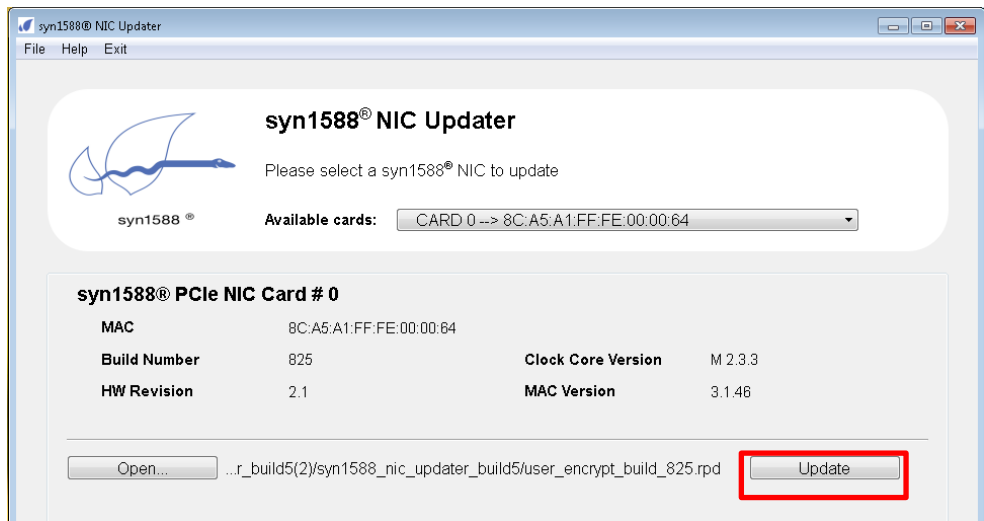 syn1588® NIC Updater
File Help Exit
syn1588® NIC Updater
Please select a syn1588® NIC to update
syn1588 ®
Available cards: CARD 0 --> 8C:A5:A1:FF:FE:00:00:64
syn1588® PCIe NIC Card # 0
MAC 8C:A5:A1:FF:FE:00:00:64
Build Number 825 Clock Core Version M 2.3.3
HW Revision 2.1 MAC Version 3.1.46
Open... ...r_build5(2)/syn1588_nic_updater_build5/user_encrypt_build_825.rpd Update